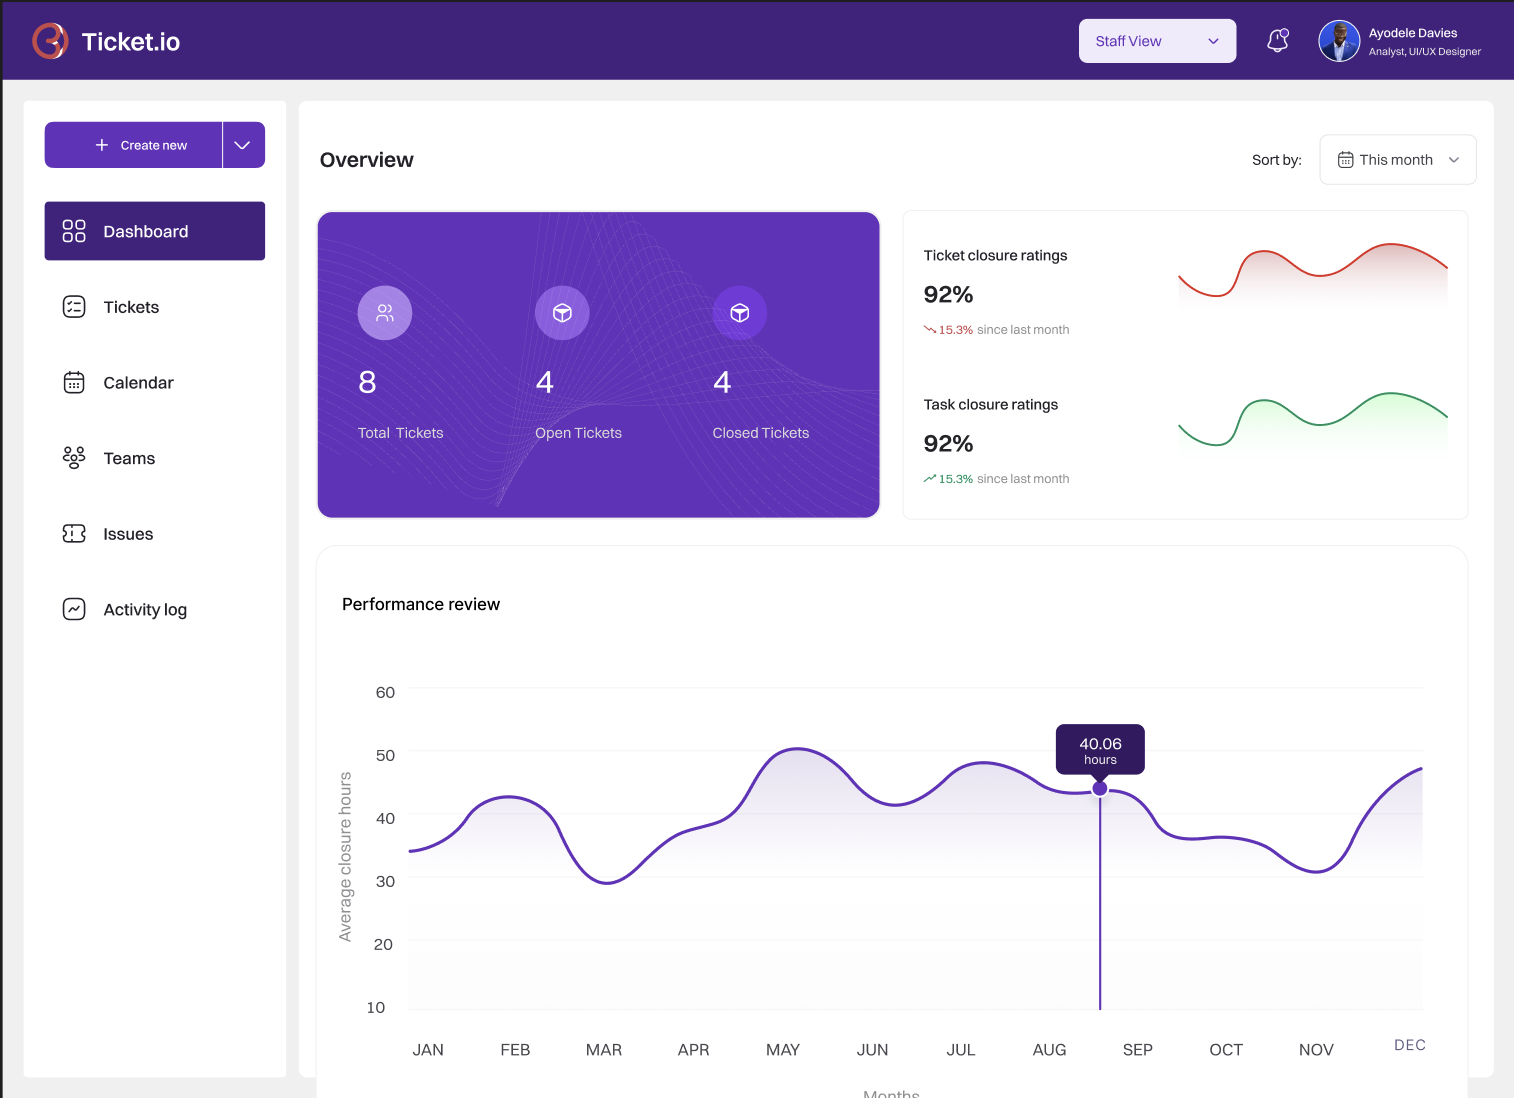 Ticket.io
Staff View
Ayodele Davies
Analyst, UI/UX Designer
Create new
Dashboard
Tickets
Calendar
Teams
Issues
Activity log
Overview
Sort by:
This month
8
Total Tickets
4
Open Tickets
4
Closed Tickets
Ticket closure ratings
92%
15.3% since last month
Task closure ratings
92%
15.3% since last month
Performance review
Average closure hours
60
50
40
30
20
10
40.06
hours
JAN FEB MAR APR MAY JUN JUL AUG SEP OCT NOV DEC
Months